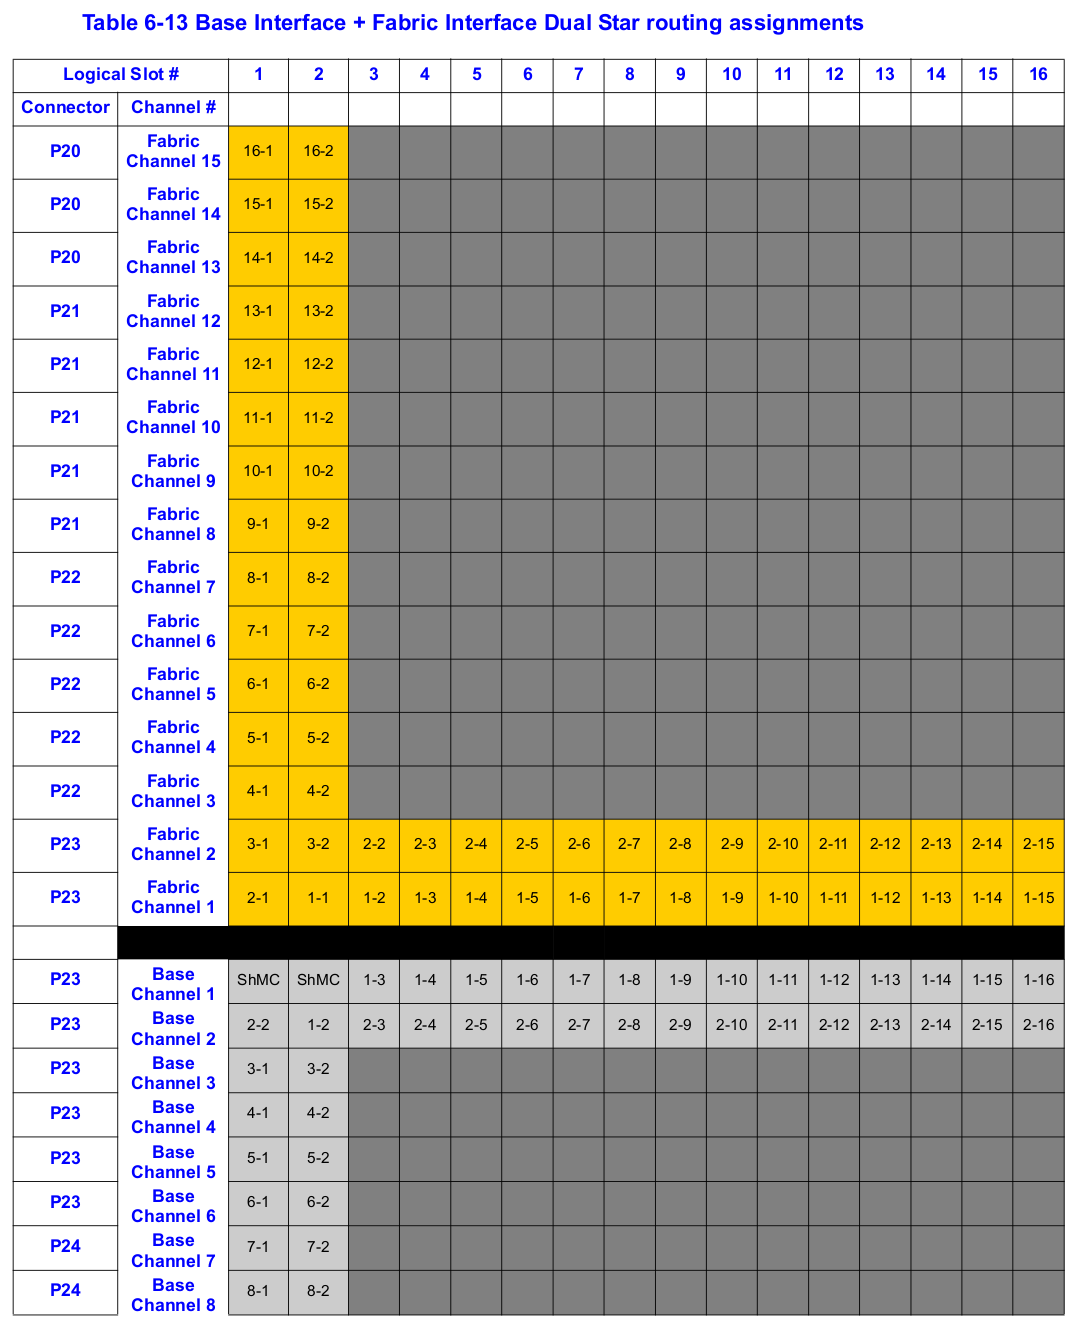 Table 6-13 Base Interface + Fabric Interface Dual Star routing assignments
Logical Slot # 1 2 3 4 5 6 7 8 9 10 11 12 13 14 15 16
Connector Channel #
P20 Fabric Channel 15 16-1 16-2
P20 Fabric Channel 14 15-1 15-2
P20 Fabric Channel 13 14-1 14-2
P21 Fabric Channel 12 13-1 13-2
P21 Fabric Channel 11 12-1 12-2
P21 Fabric Channel 10 11-1 11-2
P21 Fabric Channel 9 10-1 10-2
P21 Fabric Channel 8 9-1 9-2
P22 Fabric Channel 7 8-1 8-2
P22 Fabric Channel 6 7-1 7-2
P22 Fabric Channel 5 6-1 6-2
P22 Fabric Channel 4 5-1 5-2
P22 Fabric Channel 3 4-1 4-2
P23 Fabric Channel 2 3-1 3-2 2-2 2-3 2-4 2-5 2-6 2-7 2-8 2-9 2-10 2-11 2-12 2-13 2-14 2-15
P23 Fabric Channel 1 2-1 1-1 1-2 1-3 1-4 1-5 1-6 1-7 1-8 1-9 1-10 1-11 1-12 1-13 1-14 1-15
P23 Base Channel 1 ShMC ShMC 1-3 1-4 1-5 1-6 1-7 1-8 1-9 1-10 1-11 1-12 1-13 1-14 1-15 1-16
P23 Base Channel 2 2-2 1-2 2-3 2-4 2-5 2-6 2-7 2-8 2-9 2-10 2-11 2-12 2-13 2-14 2-15 2-16
P23 Base Channel 3 3-1 3-2
P23 Base Channel 4 4-1 4-2
P23 Base Channel 5 5-1 5-2
P23 Base Channel 6 6-1 6-2
P24 Base Channel 7 7-1 7-2
P24 Base Channel 8 8-1 8-2